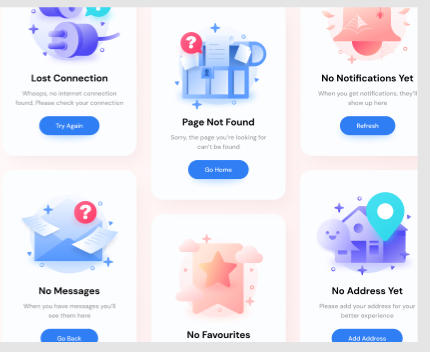 Lost Connection
Whoops, no internet connection
found. Please check your connection
Try Again
No Messages
When you have messages you'll
see them here
Go Back
?
Page Not Found
Sorry, the page you're looking for
can't be found
Go Home
No Favourites
No Notifications Yet
When you get notifications, they'll
show up here
Refresh
No Address Yet
Please add your address for your
better experience
Add Address
?